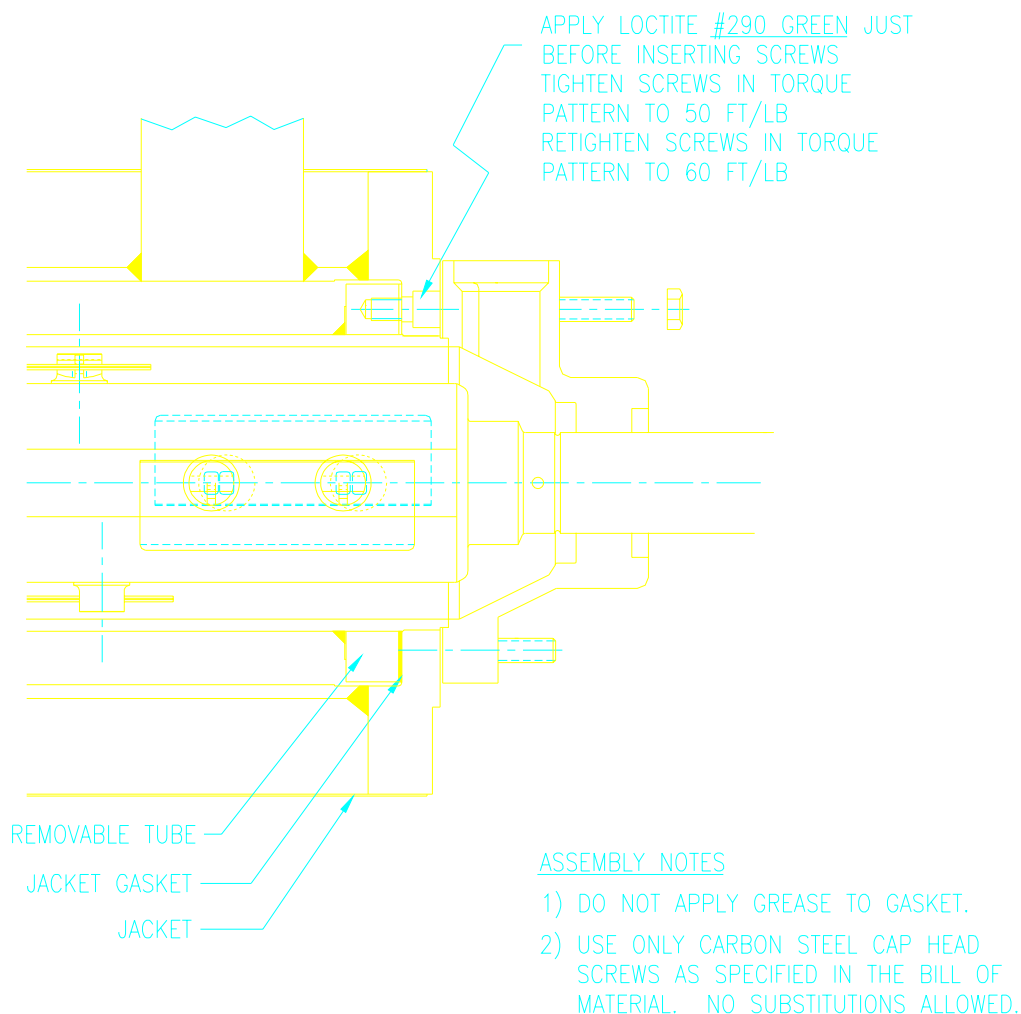 APPLY LOCTITE #290 GREEN JUST
BEFORE INSERTING SCREWS
TIGHTEN SCREWS IN TORQUE
PATTERN TO 50 FT/LB
RETIGHTEN SCREWS IN TORQUE
PATTERN TO 60 FT/LB
REMOVABLE TUBE
JACKET GASKET
JACKET
ASSEMBLY NOTES
1) DO NOT APPLY GREASE TO GASKET.
2) USE ONLY CARBON STEEL CAP HEAD
SCREWS AS SPECIFIED IN THE BILL OF
MATERIAL. NO SUBSTITUTIONS ALLOWED.